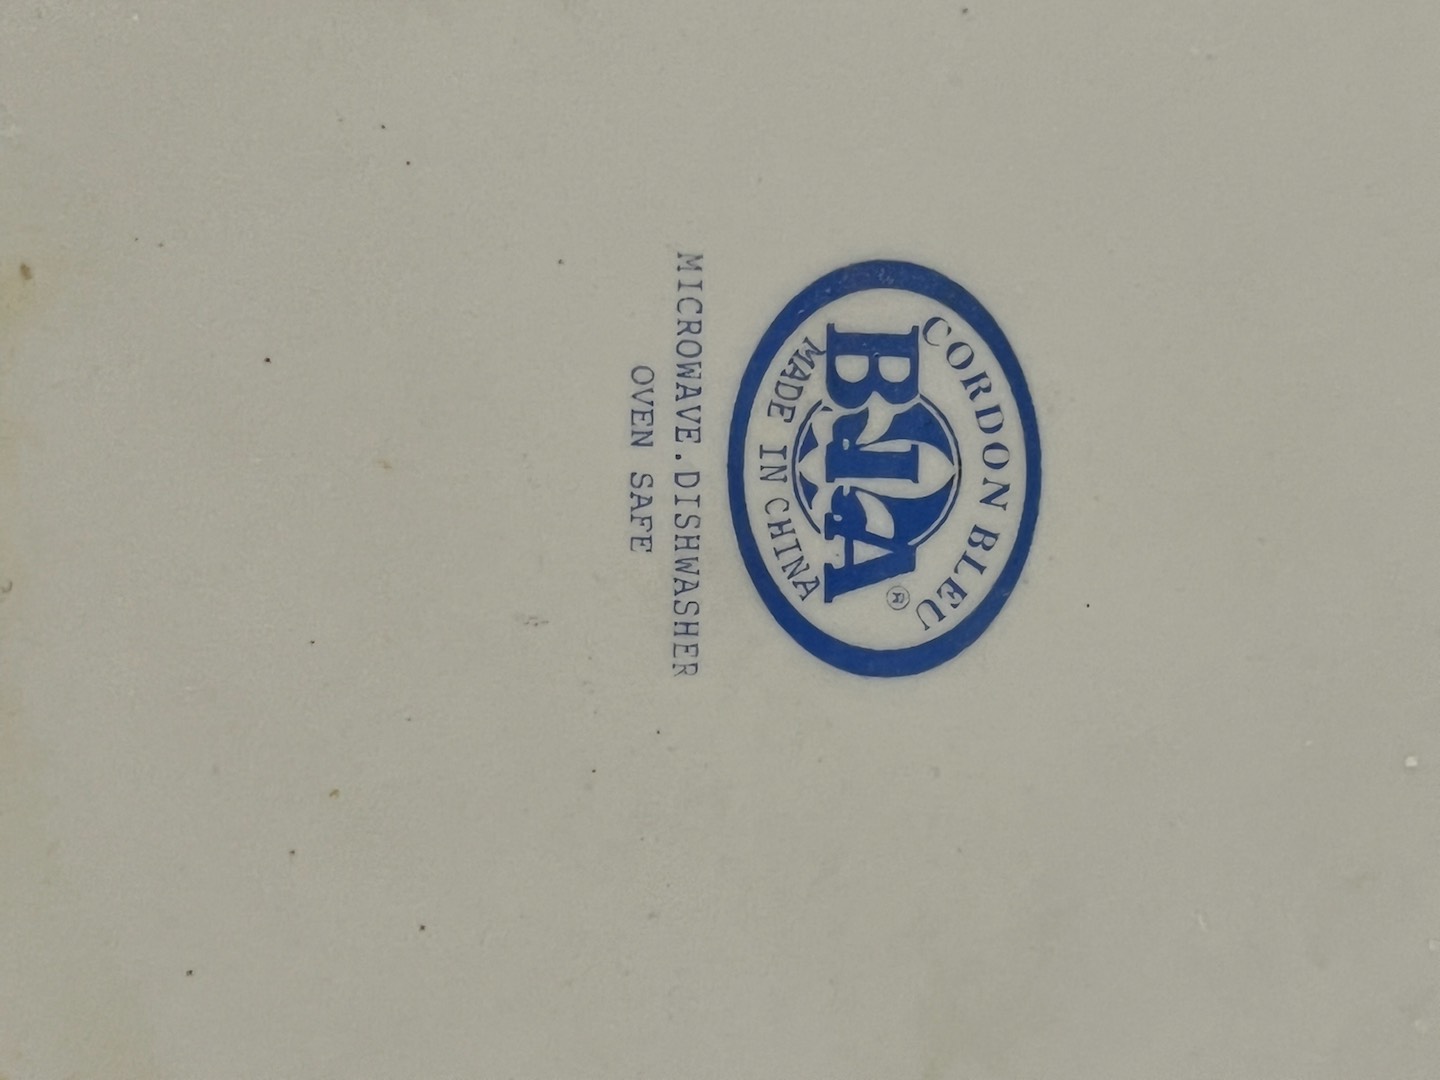 CORDON BLEU
BIA®
MADE IN CHINA
MICROWAVE.DISHWASHER
OVEN SAFE